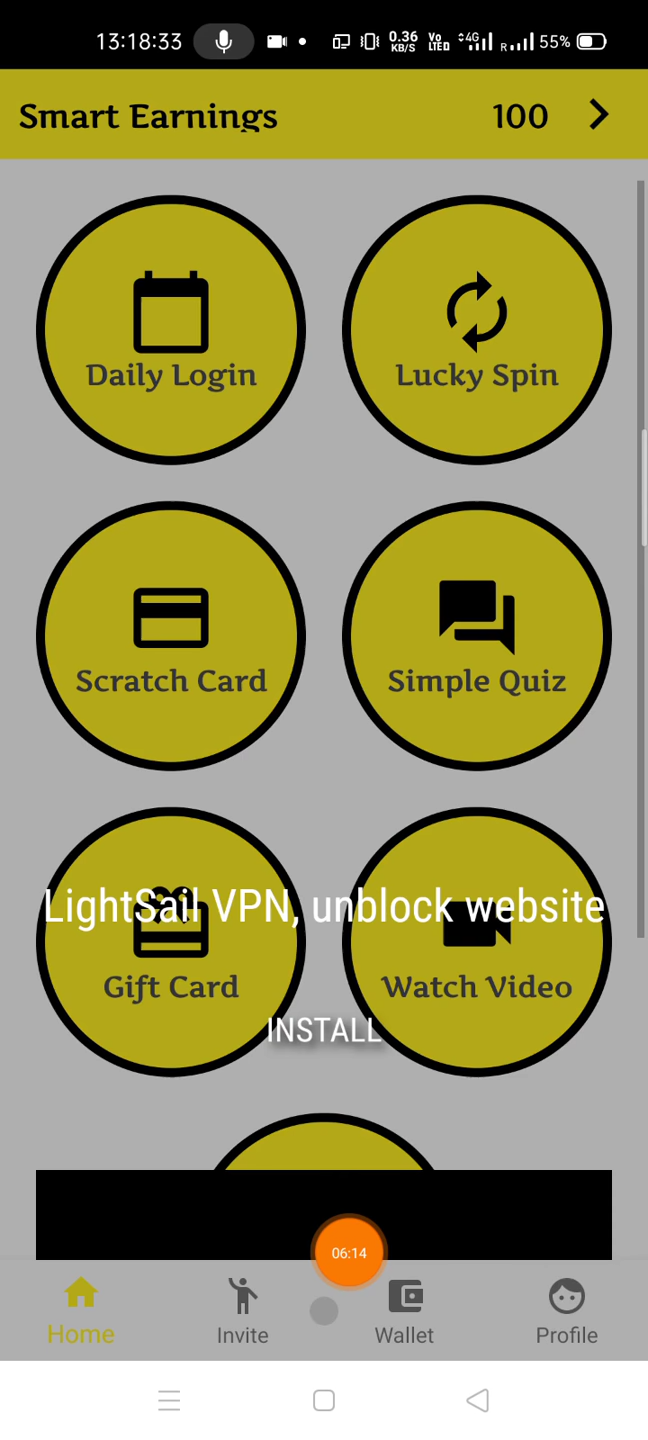 13:18:33 0.36 KB/S Vo LTE 4G R 55%
Smart Earnings 100
Daily Login Lucky Spin
Scratch Card Simple Quiz
LightSail VPN, unblock website
Gift Card Watch Video
INSTALL
06:14
Home Invite Wallet Profile